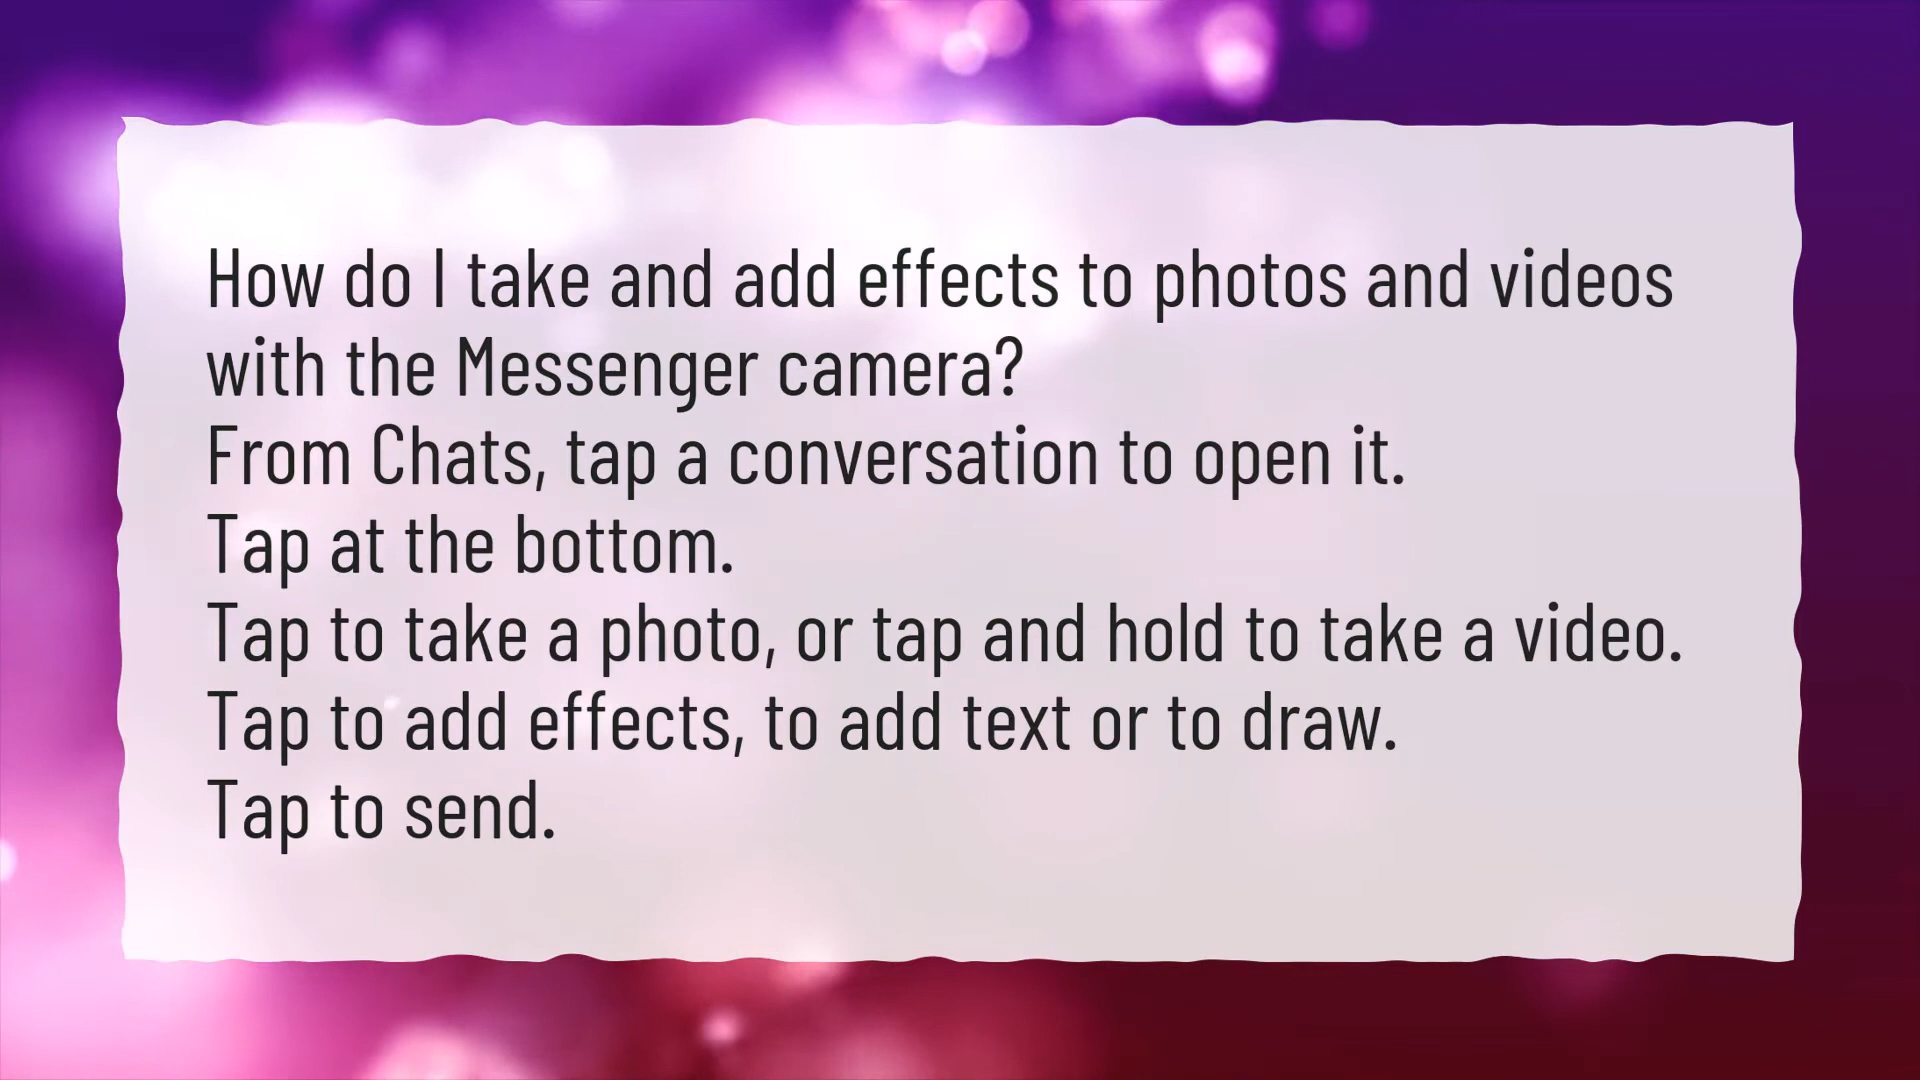 How do I take and add effects to photos and videos
with the Messenger camera?
From Chats, tap a conversation to open it.
Tap at the bottom.
Tap to take a photo, or tap and hold to take a video.
Tap to add effects, to add text or to draw.
Tap to send.